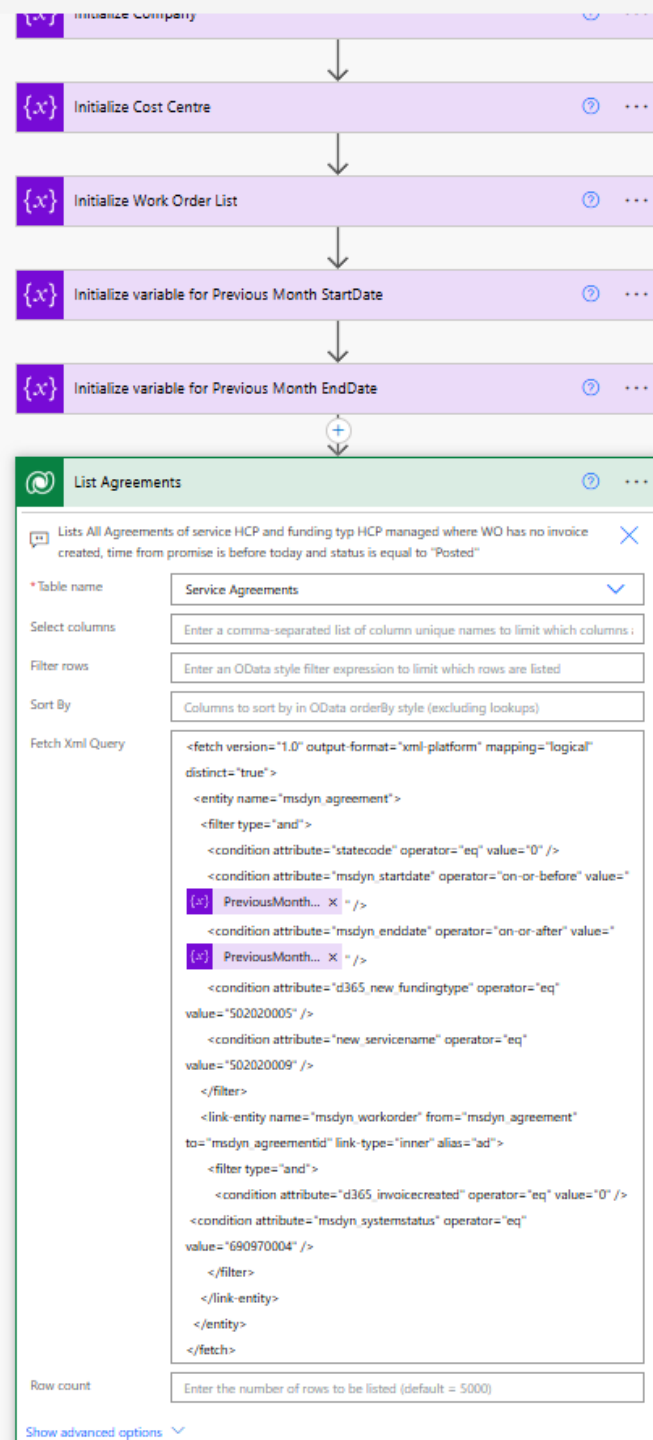 Initialize Company
{x} Initialize Cost Centre
{x} Initialize Work Order List
{x} Initialize variable for Previous Month StartDate
{x} Initialize variable for Previous Month EndDate
List Agreements
Lists All Agreements of service HCP and funding typ HCP managed where WO has no invoice
created, time from promise is before today and status is equal to "Posted"
* Table name
Service Agreements
Select columns
Enter a comma-separated list of column unique names to limit which columns
Filter rows
Enter an OData style filter expression to limit which rows are listed
Sort By
Columns to sort by in OData orderBy style (excluding lookups)
Fetch Xml Query
<fetch version="1.0" output-format="xml-platform" mapping="logical"
distinct="true">
<entity name="msdyn_agreement">
<filter type="and">
<condition attribute="statecode" operator="eq" value="0" />
<condition attribute="msdyn_startdate" operator="on-or-before" value="
{x} PreviousMonth... × " />
<condition attribute="msdyn_enddate" operator="on-or-after" value="
{x} PreviousMonth... × " />
<condition attribute="d365_new_fundingtype" operator="eq"
value="502020005" />
<condition attribute="new_servicename" operator="eq"
value="502020009" />
</filter>
<link-entity name="msdyn_workorder" from="msdyn_agreement"
to="msdyn_agreementid" link-type="inner" alias="ad">
<filter type="and">
<condition attribute="d365_invoicecreated" operator="eq" value="0" />
<condition attribute="msdyn_systemstatus" operator="eq"
value="690970004" />
</filter>
</link-entity>
</entity>
</fetch>
Row count
Enter the number of rows to be listed (default = 5000)
Show advanced options